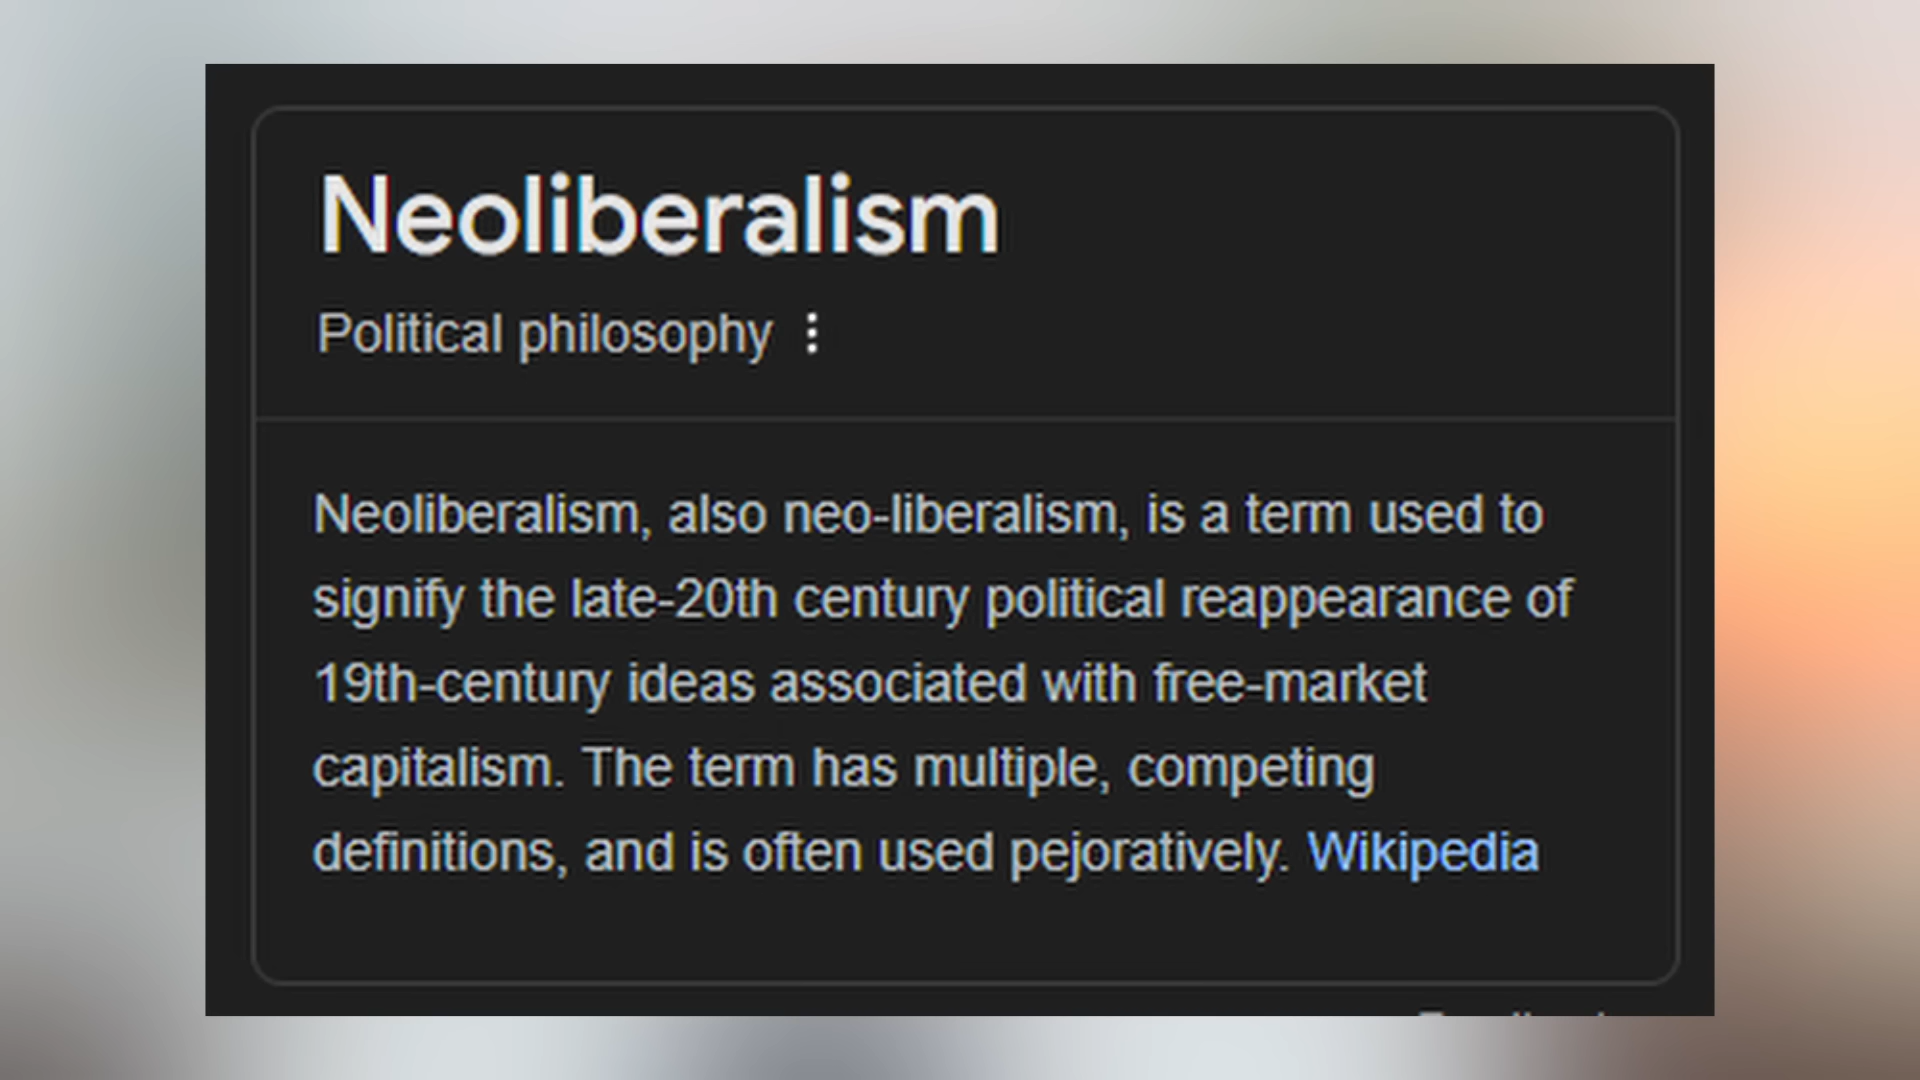 Neoliberalism
Political philosophy
Neoliberalism, also neo-liberalism, is a term used to
signify the late-20th century political reappearance of
19th-century ideas associated with free-market
capitalism. The term has multiple, competing
definitions, and is often used pejoratively. Wikipedia